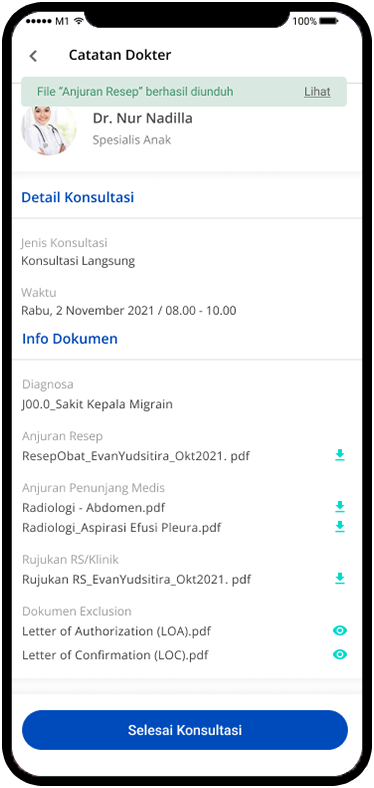 M1
100%
Catatan Dokter
File “Anjuran Resep” berhasil diunduh Lihat
Dr. Nur Nadilla
Spesialis Anak
Detail Konsultasi
Jenis Konsultasi
Konsultasi Langsung
Waktu
Rabu, 2 November 2021 / 08.00 - 10.00
Info Dokumen
Diagnosa
J00.0_Sakit Kepala Migrain
Anjuran Resep
ResepObat_EvanYudsitira_Okt2021. pdf
Anjuran Penunjang Medis
Radiologi - Abdomen.pdf
Radiologi_Aspirasi Efusi Pleura.pdf
Rujukan RS/Klinik
Rujukan RS_EvanYudsitira_Okt2021. pdf
Dokumen Exclusion
Letter of Authorization (LOA).pdf
Letter of Confirmation (LOC).pdf
Selesai Konsultasi